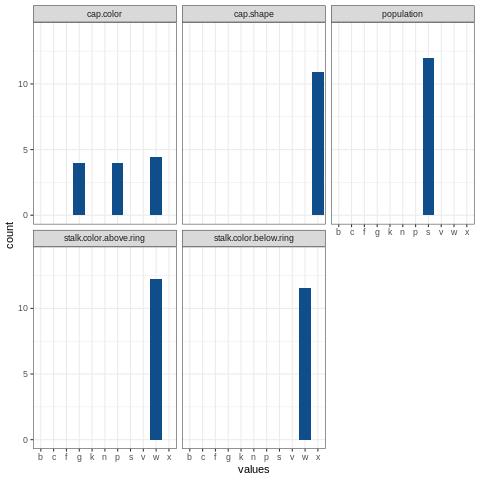 cap.color cap.shape population
10
5
0
b c f g k n p s v w x
stalk.color.above.ring stalk.color.below.ring
10
5
0
b c f g k n p s v w x b c f g k n p s v w x
count
values